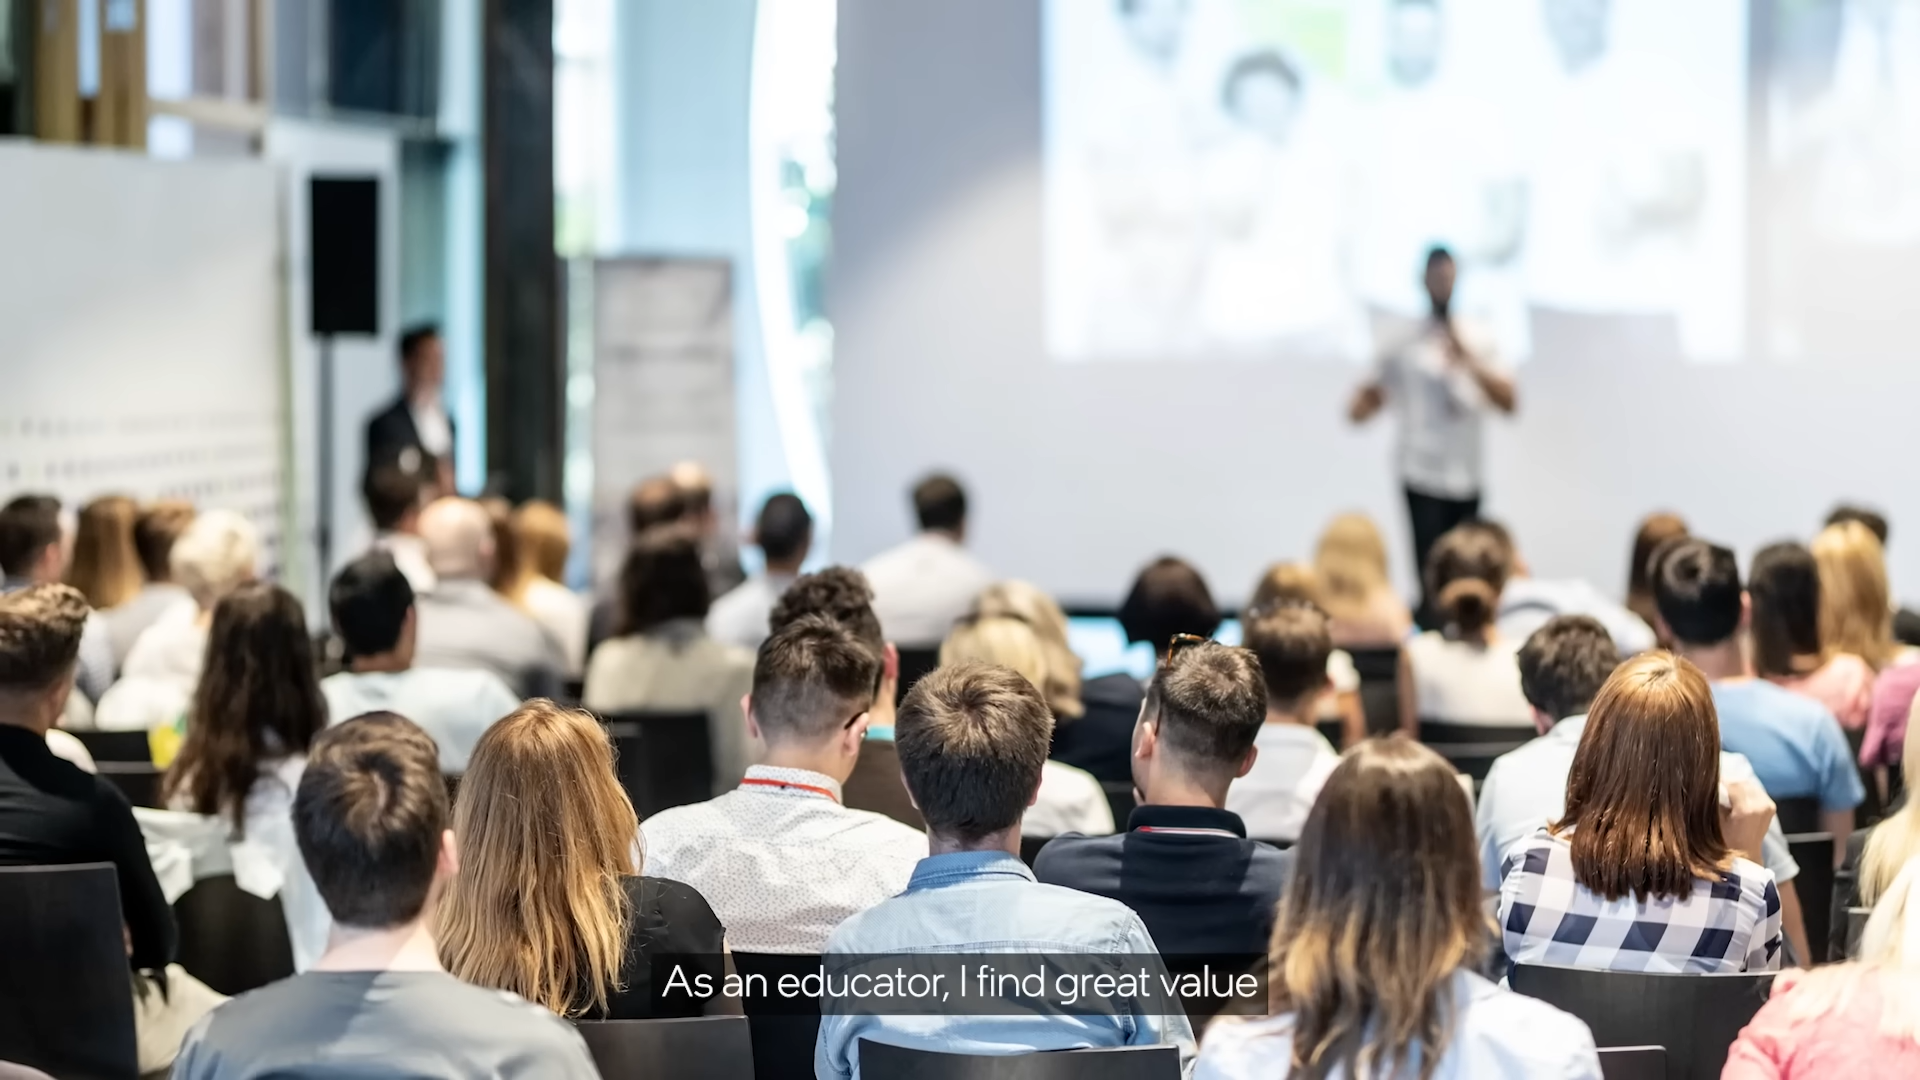 As an educator, I find great value